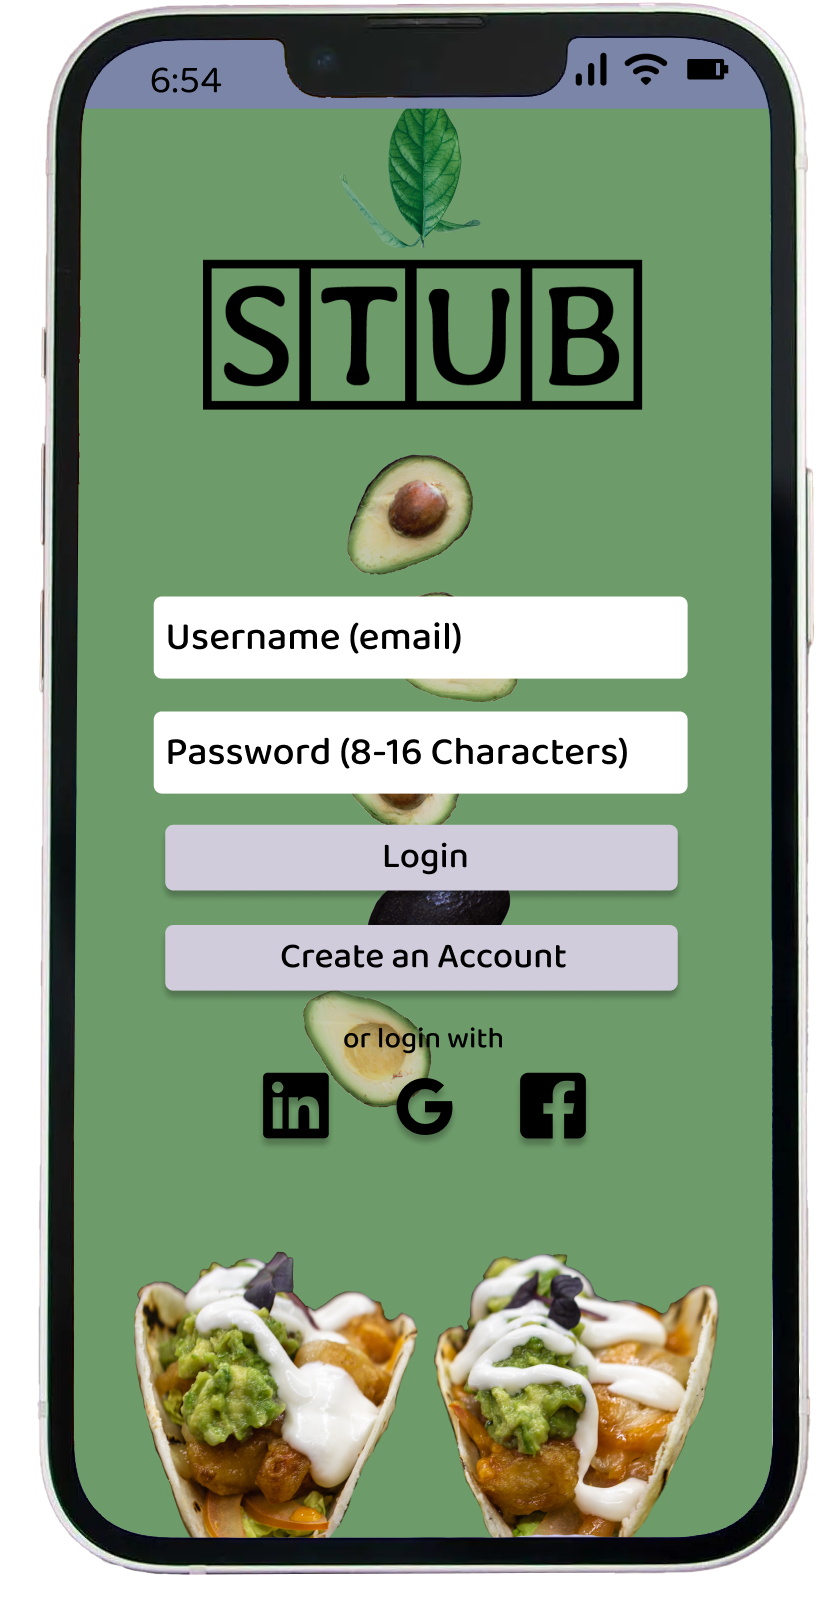 6:54
STUB
Username (email)
Password (8-16 Characters)
Login
Create an Account
or login with
in G f